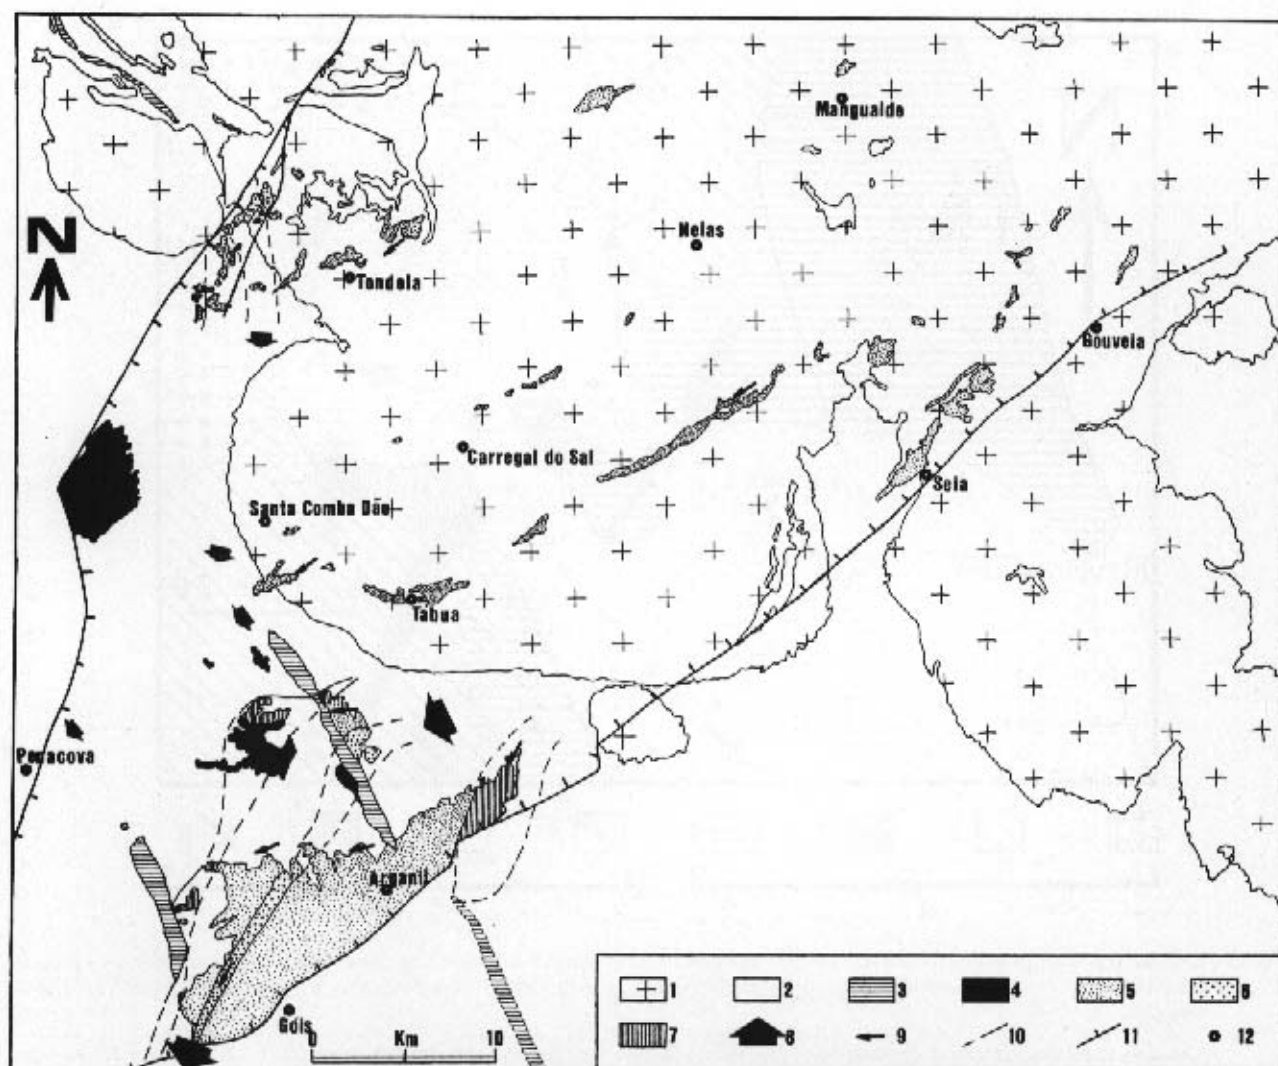 Mangualde
N
Nelas
Tondela
Gouveia
Carregal do Sal
Seia
Santa Comba Dão
Tábua
Penacova
Arganil
Góis
0 Km 10
1 2 3 4 5 6
7 8 9 10 11 12